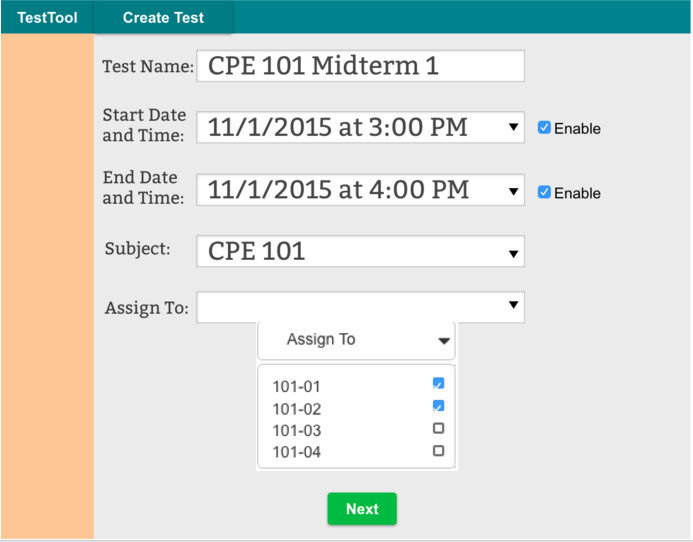 TestTool Create Test
Test Name: CPE 101 Midterm 1
Start Date
and Time: 11/1/2015 at 3:00 PM Enable
End Date
and Time: 11/1/2015 at 4:00 PM Enable
Subject: CPE 101
Assign To:
Assign To
101-01
101-02
101-03
101-04
Next